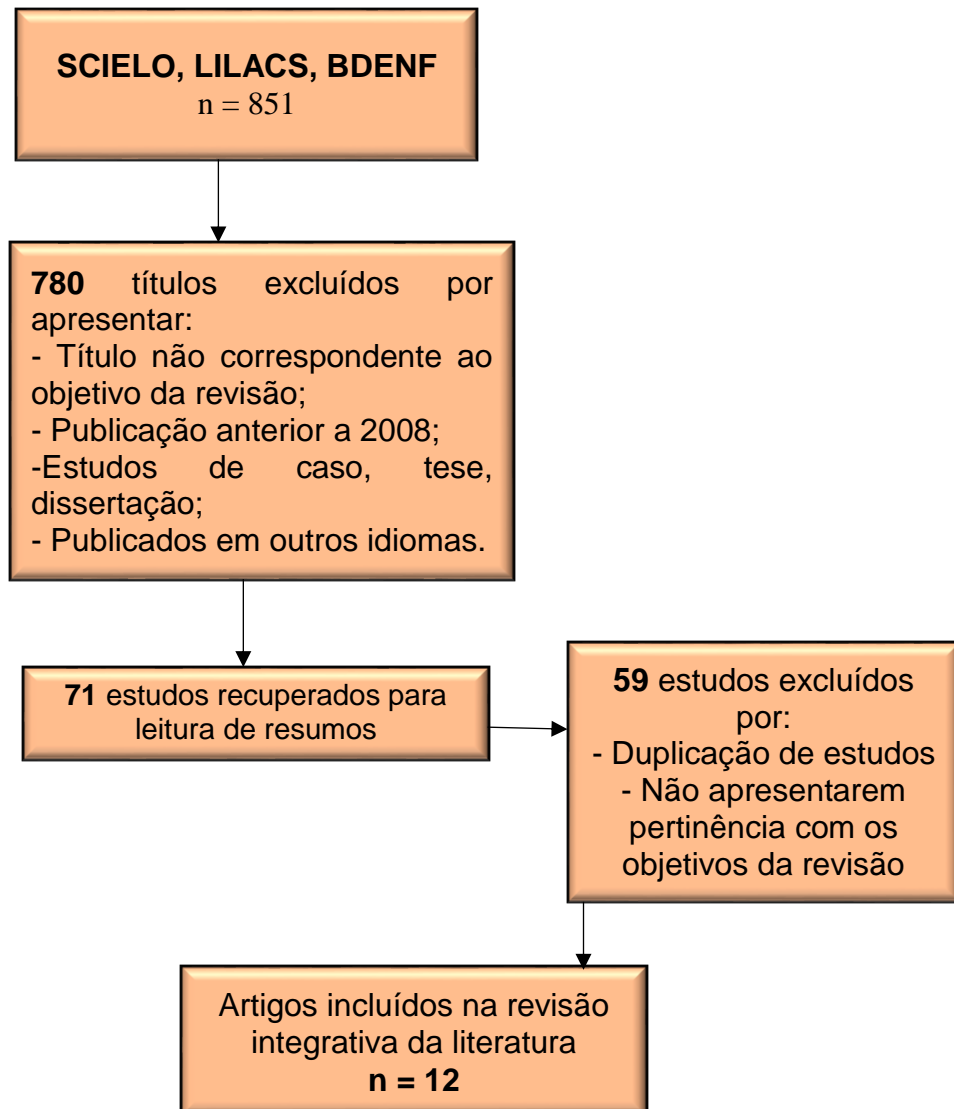 SCIELO, LILACS, BDENF
n = 851
780 títulos excluídos por
apresentar:
- Título não correspondente ao
objetivo da revisão;
- Publicação anterior a 2008;
-Estudos de caso, tese,
dissertação;
- Publicados em outros idiomas.
71 estudos recuperados para
leitura de resumos
59 estudos excluídos
por:
- Duplicação de estudos
- Não apresentarem
pertinência com os
objetivos da revisão
Artigos incluídos na revisão
integrativa da literatura
n = 12